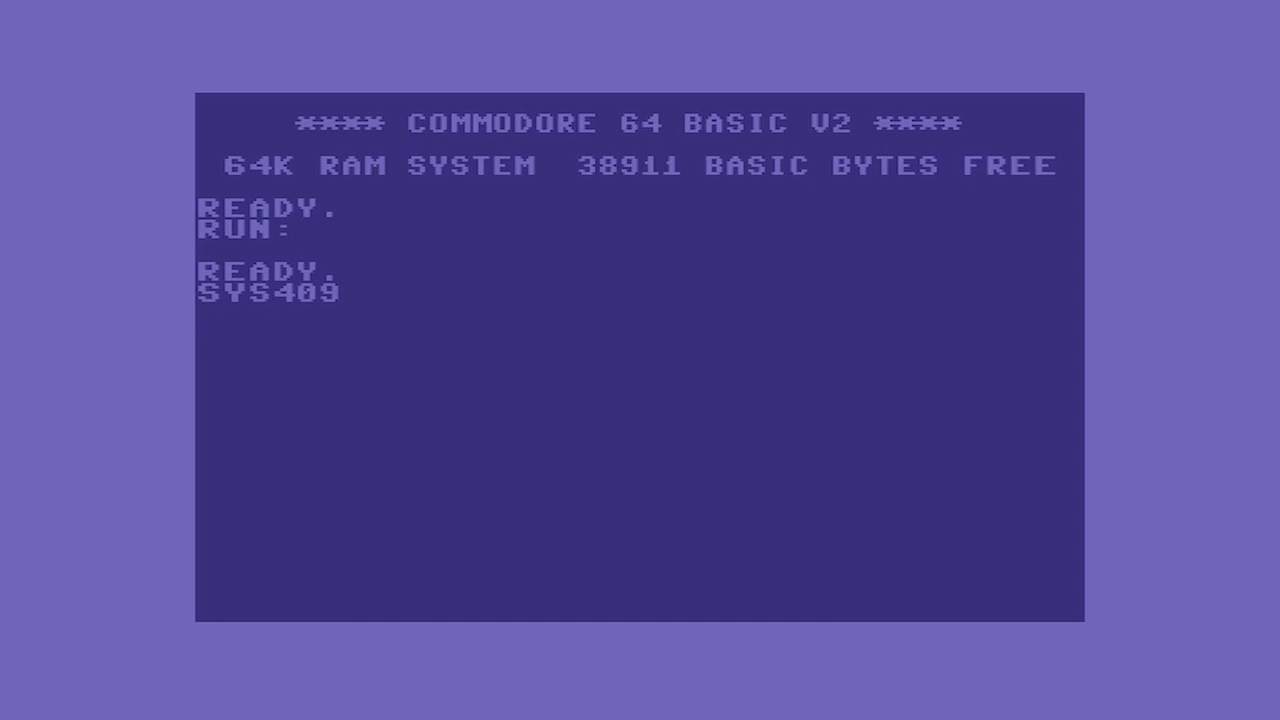 **** COMMODORE 64 BASIC V2 ****
64K RAM SYSTEM  38911 BASIC BYTES FREE
READY.
RUN:
READY.
SYS409